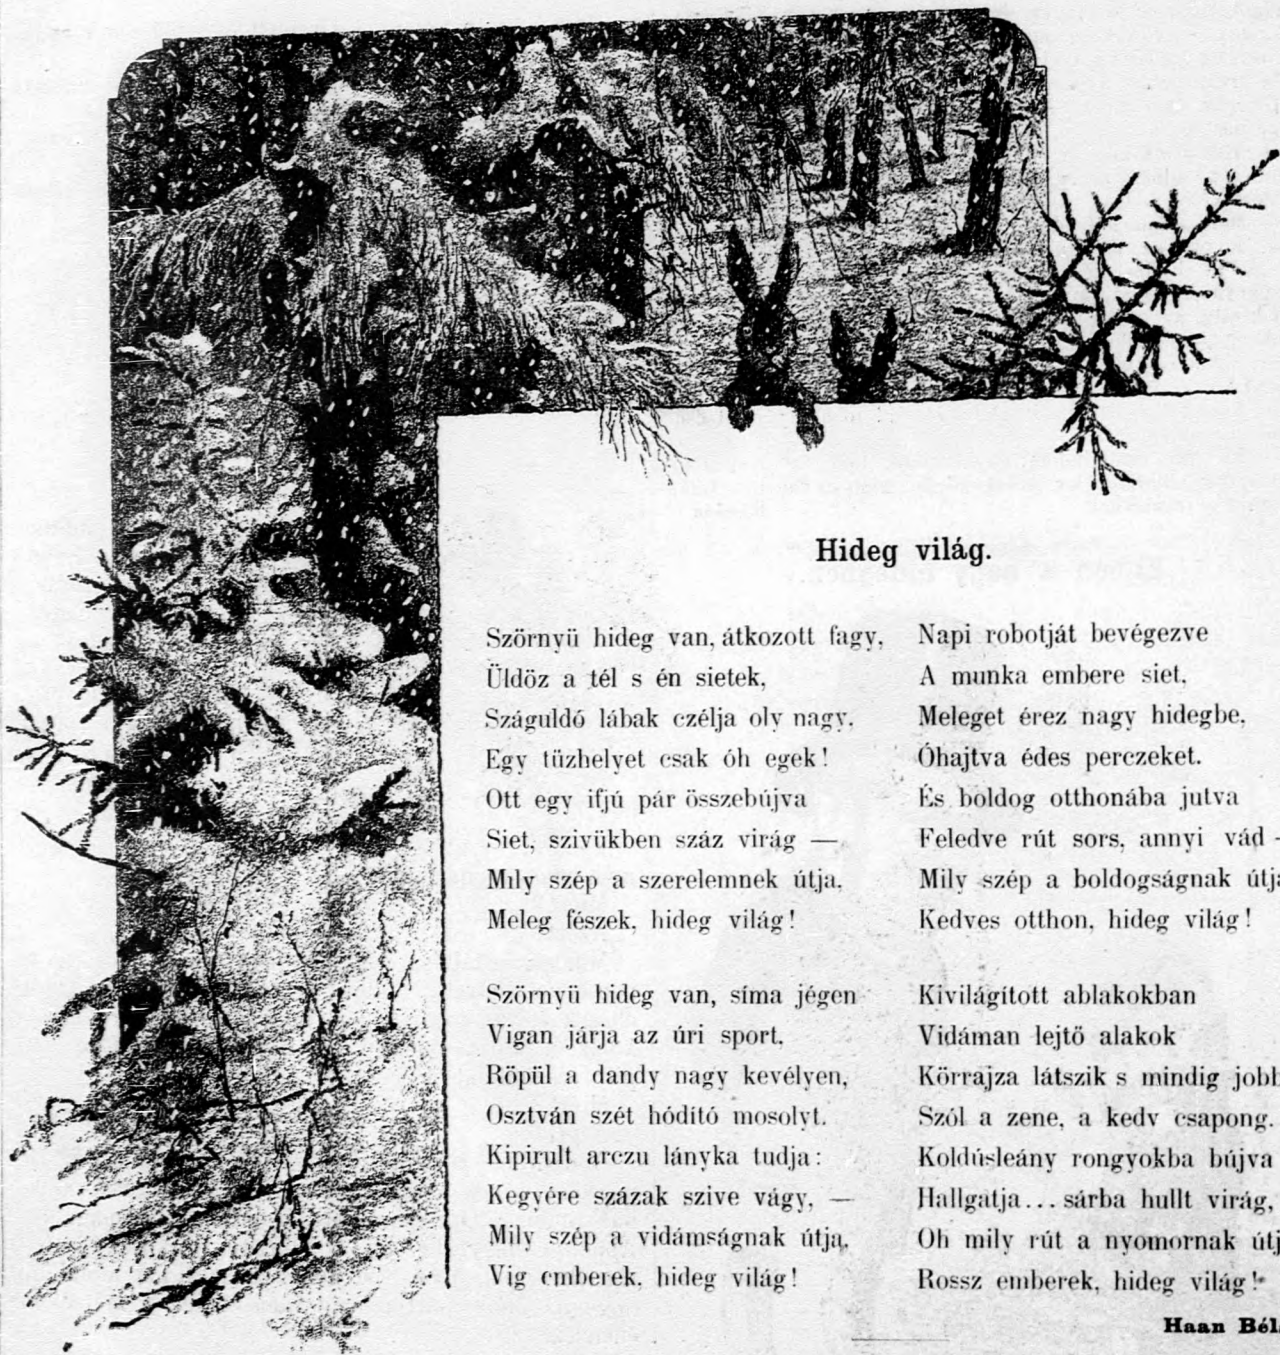 Hideg világ.
Szörnyü hideg van, átkozott fagy,
Üldöz a tél s én sietek,
Száguldó lábak czélja oly nagy,
Egy tüzhelyet csak óh egek!
Ott egy ifjú pár összebújva
Siet, szivükben száz virág —
Mily szép a szerelemnek útja,
Meleg fészek, hideg világ!
Szörnyü hideg van, síma jégen
Vigan járja az úri sport,
Röpül a dandy nagy kevélyen,
Osztván szét hódító mosolyt.
Kipirult arczu lányka tudja:
Kegyére százak szive vágy, —
Mily szép a vidámságnak útja,
Vig emberek, hideg világ!
Napi robotját bevégezve
A munka embere siet,
Meleget érez nagy hidegbe,
Óhajtva édes perczeket.
És boldog otthonába jutva
Feledve rút sors, annyi vád -
Mily szép a boldogságnak útja
Kedves otthon, hideg világ!
Kivilágított ablakokban
Vidáman lejtő alakok
Körrajza látszik s mindig jobb
Szól a zene, a kedv csapong.
Koldúsleány rongyokba bújva
Hallgatja... sárba hullt virág,
Oh mily rút a nyomornak útj
Rossz emberek, hideg világ!
Haan Bél